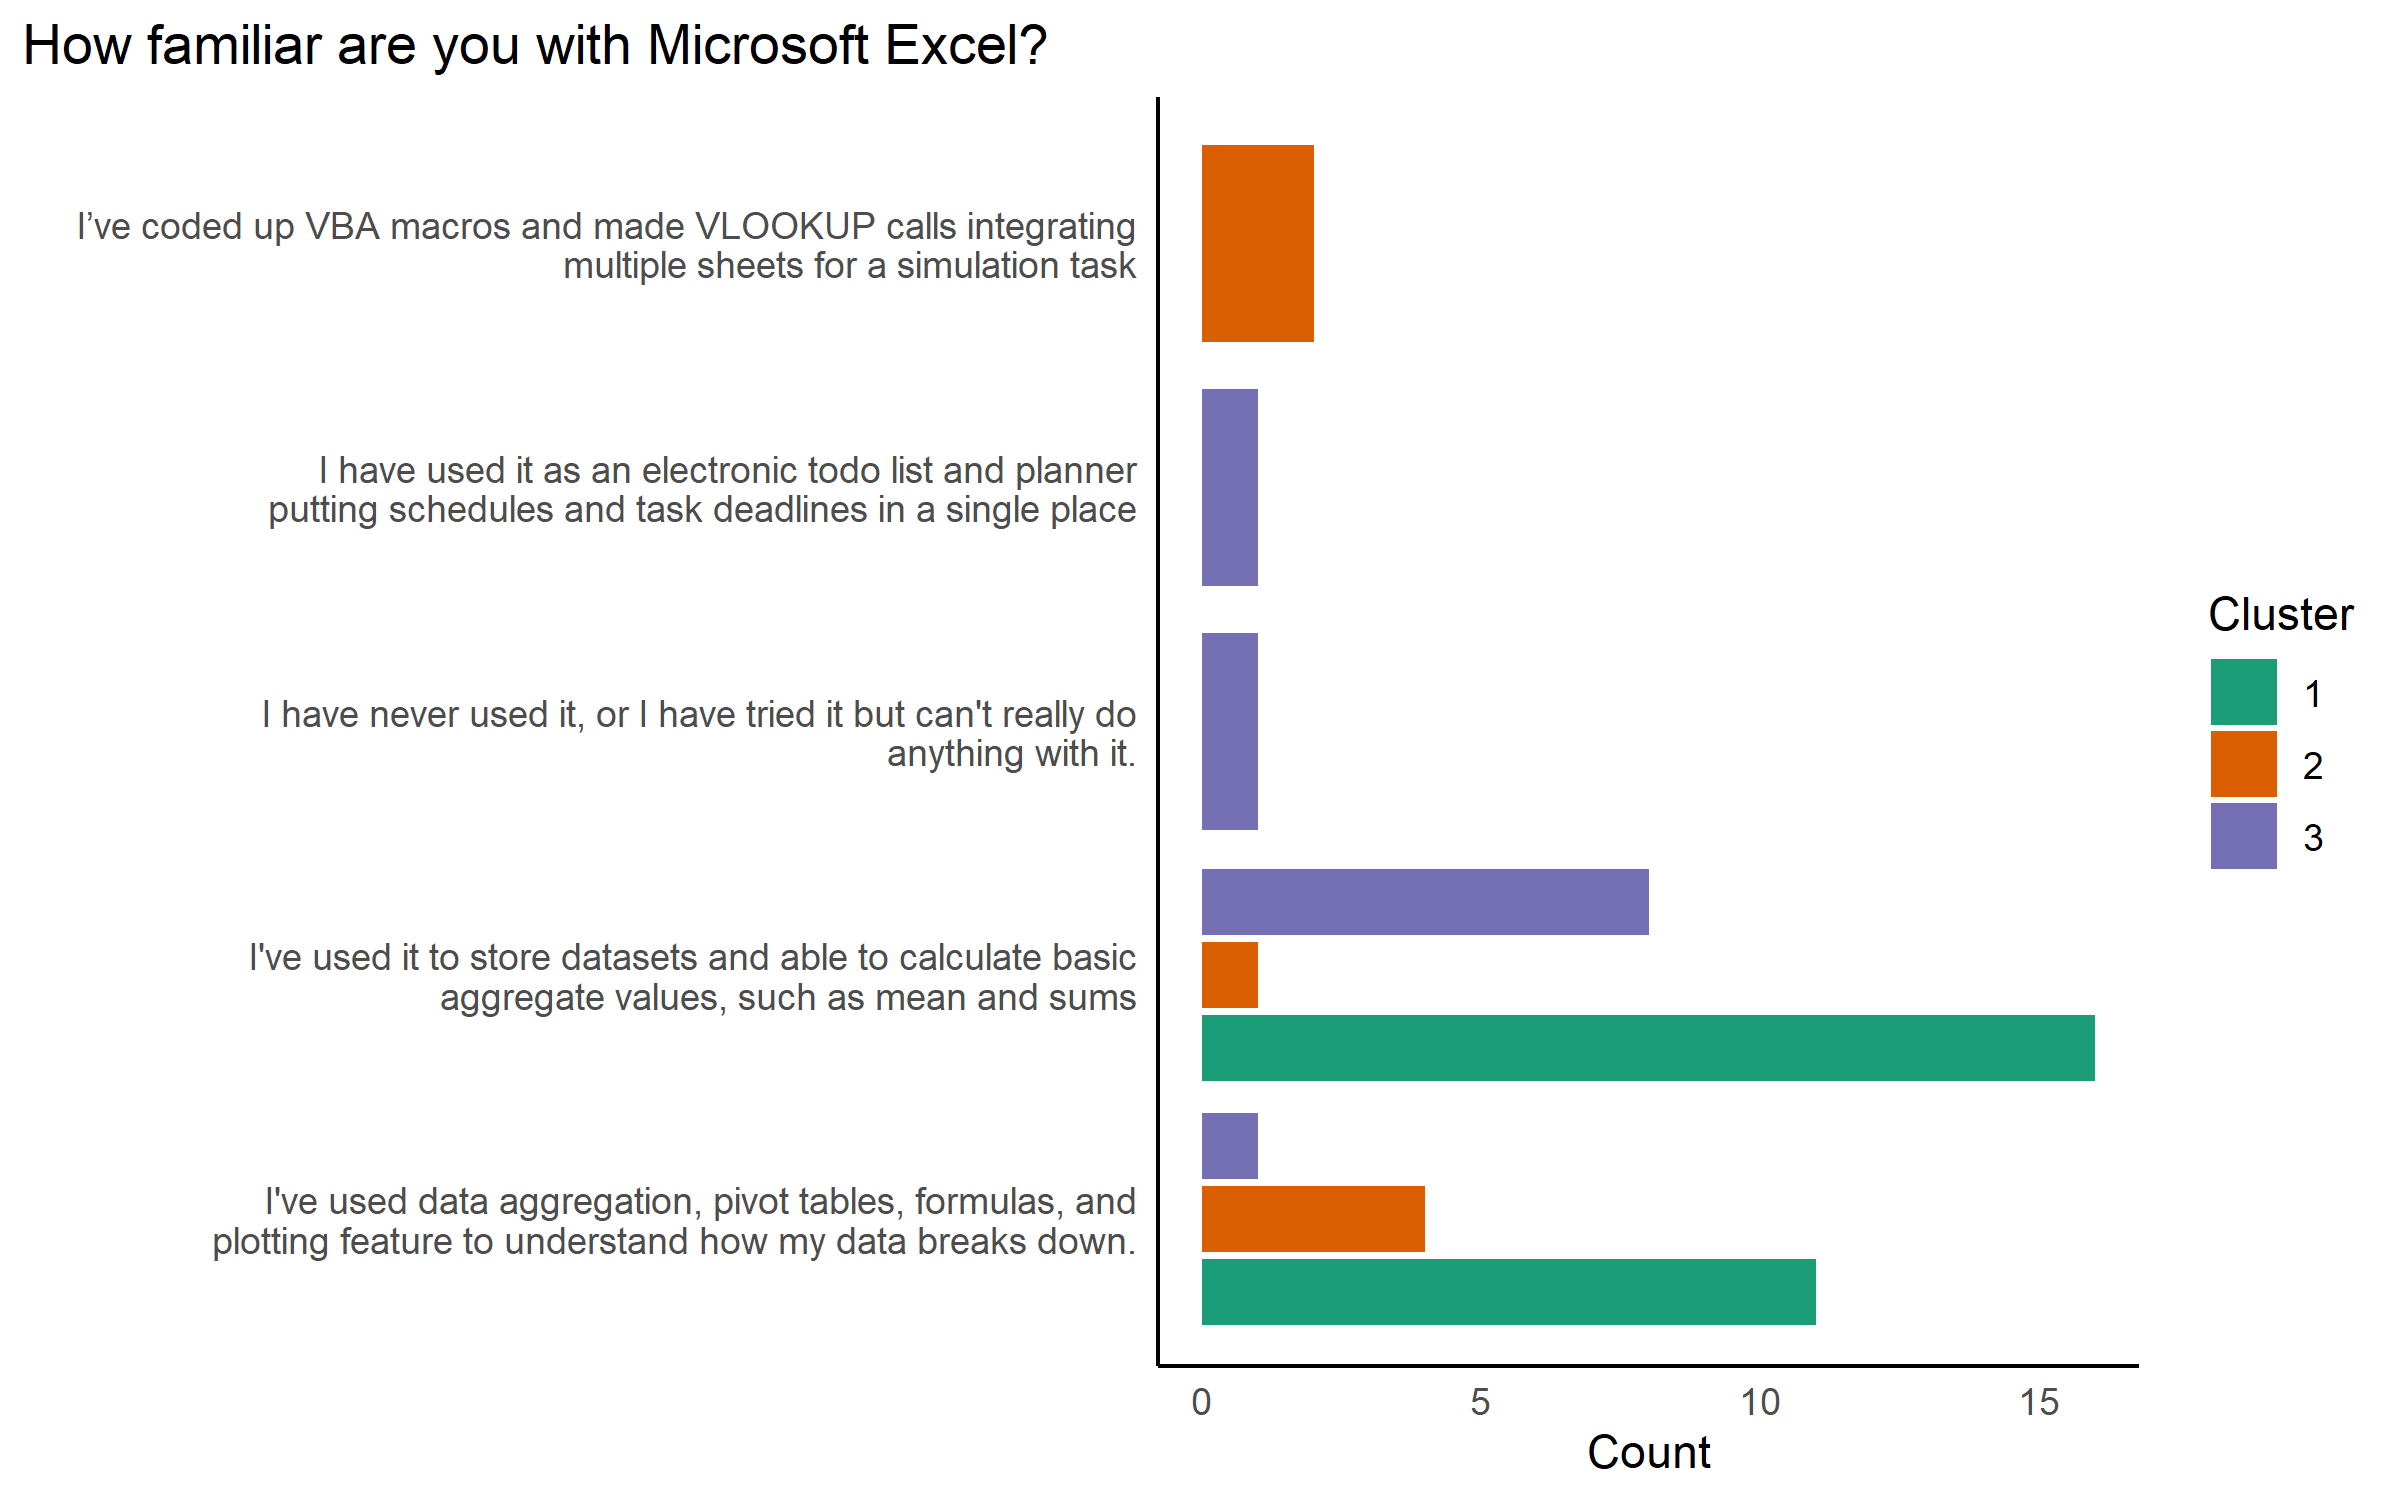 How familiar are you with Microsoft Excel?
I’ve coded up VBA macros and made VLOOKUP calls integrating
multiple sheets for a simulation task
I have used it as an electronic todo list and planner
putting schedules and task deadlines in a single place
I have never used it, or I have tried it but can't really do
anything with it.
I've used it to store datasets and able to calculate basic
aggregate values, such as mean and sums
I've used data aggregation, pivot tables, formulas, and
plotting feature to understand how my data breaks down.
0 5 10 15
Count
Cluster
1
2
3